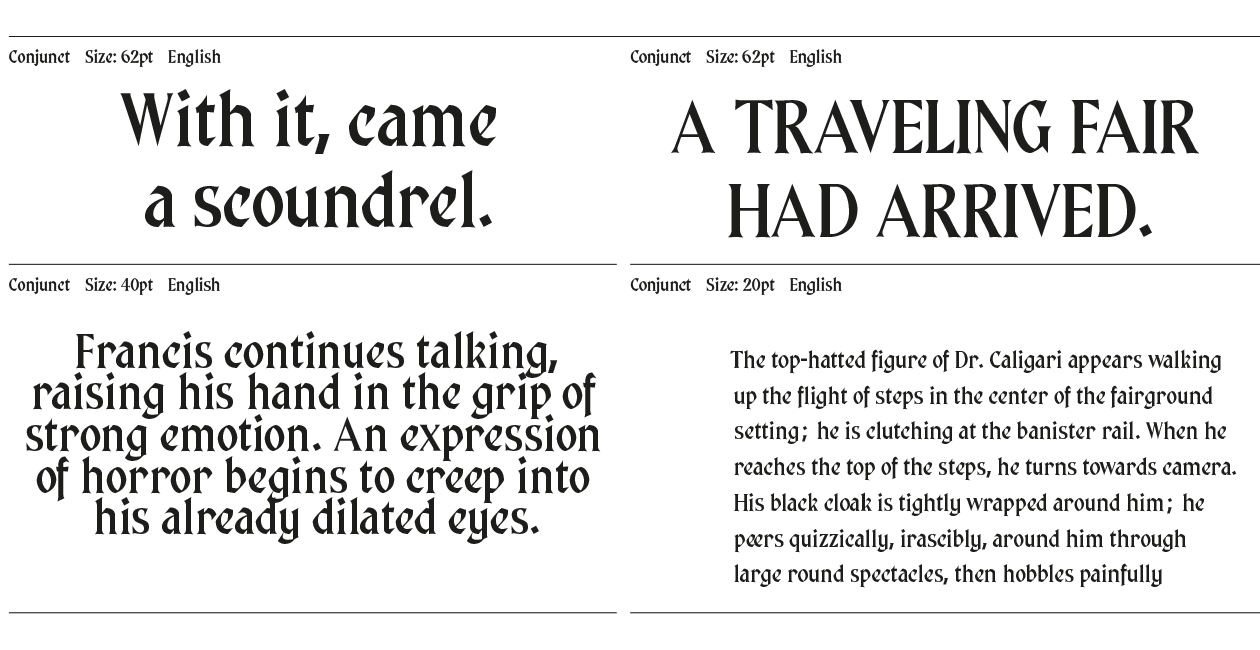 Conjunct Size: 62pt English
With it, came
a scoundrel.
Conjunct Size: 62pt English
A TRAVELING FAIR
HAD ARRIVED.
Conjunct Size: 40pt English
Francis continues talking,
raising his hand in the grip of
strong emotion. An expression
of horror begins to creep into
his already dilated eyes.
Conjunct Size: 20pt English
The top-hatted figure of Dr. Caligari appears walking
up the flight of steps in the center of the fairground
setting; he is clutching at the banister rail. When he
reaches the top of the steps, he turns towards camera.
His black cloak is tightly wrapped around him; he
peers quizzically, irascibly, around him through
large round spectacles, then hobbles painfully